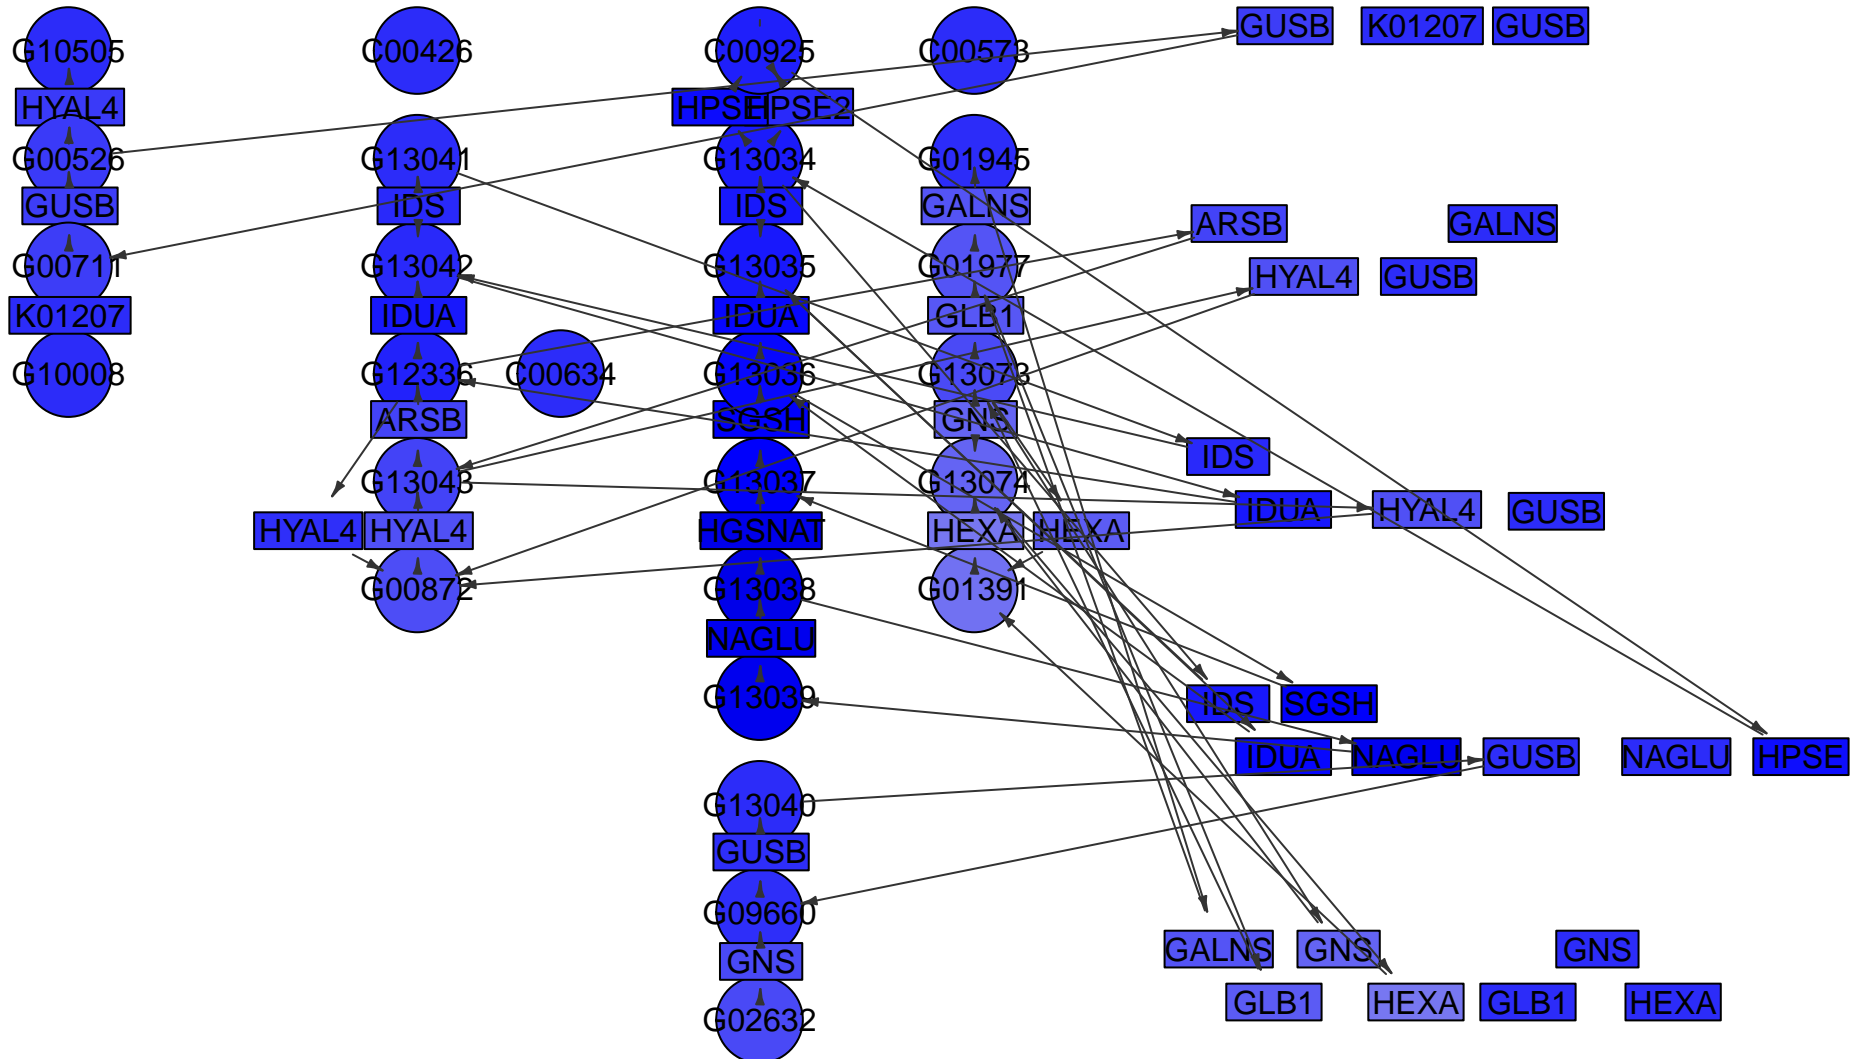 G10505 C00426 C00925 C00573 GUSB K01207 GUSB
HYAL4 HPSE HPSE2
G00526 G13041 G13034 G01945
GUSB IDS IDS GALNS ARSB GALNS
G00711 G13042 G13035 G01977 HYAL4 GUSB
K01207 IDUA IDUA GLB1
G10008 G12336 C00634 G13036 G13073
ARSB SGSH GNS IDS
G13043 G13037 G13074 IDUA HYAL4 GUSB
HYAL4 HYAL4 HGSNAT HEXA HEXA
G00872 G13038 G01391
NAGLU
G13039 IDS SGSH
IDUA NAGLU GUSB NAGLU HPSE
G13040
GUSB
G09660
GNS GALNS GNS GNS
G02632 GLB1 HEXA GLB1 HEXA